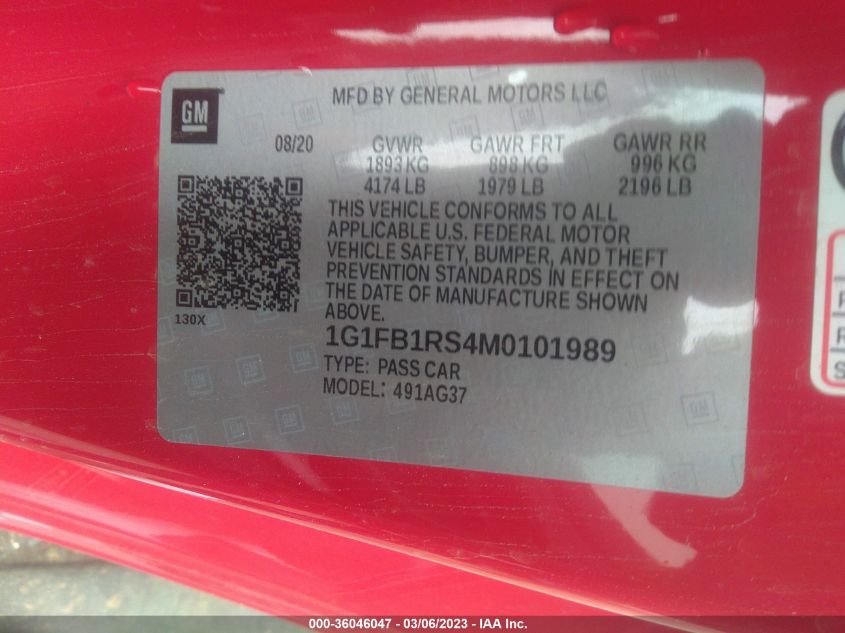 GM
MFD BY GENERAL MOTORS LLC
08/20 GVWR GAWR FRT GAWR RR
1893 KG 898 KG 996 KG
4174 LB 1979 LB 2196 LB
THIS VEHICLE CONFORMS TO ALL
APPLICABLE U.S. FEDERAL MOTOR
VEHICLE SAFETY, BUMPER, AND THEFT
PREVENTION STANDARDS IN EFFECT ON
THE DATE OF MANUFACTURE SHOWN
ABOVE.
130X
1G1FB1RS4M0101989
TYPE: PASS CAR
MODEL: 491AG37
000-36046047 — 03/06/2023 — IAA Inc.